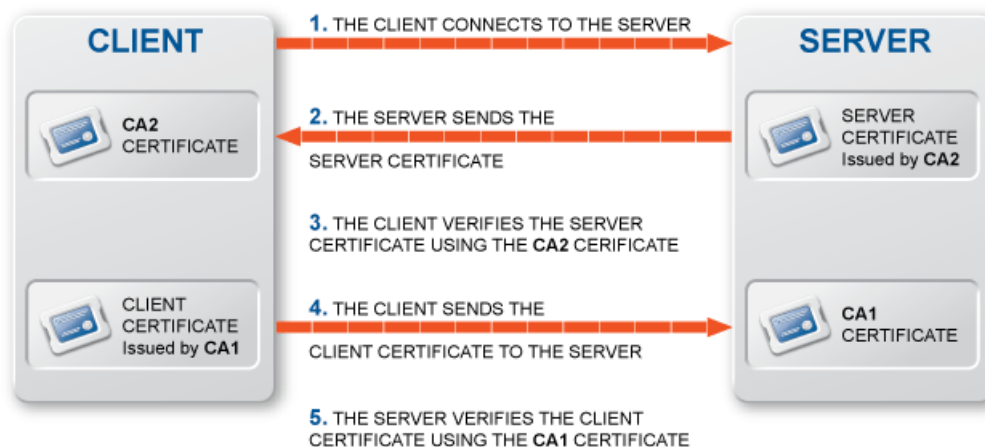 CLIENT
CA2
CERTIFICATE
CLIENT
CERTIFICATE
Issued by CA1
1. THE CLIENT CONNECTS TO THE SERVER
2. THE SERVER SENDS THE
SERVER CERTIFICATE
3. THE CLIENT VERIFIES THE SERVER
CERTIFICATE USING THE CA2 CERIFICATE
4. THE CLIENT SENDS THE
CLIENT CERTIFICATE TO THE SERVER
5. THE SERVER VERIFIES THE CLIENT
CERTIFICATE USING THE CA1 CERTIFICATE
SERVER
SERVER
CERTIFICATE
Issued by CA2
CA1
CERTIFICATE